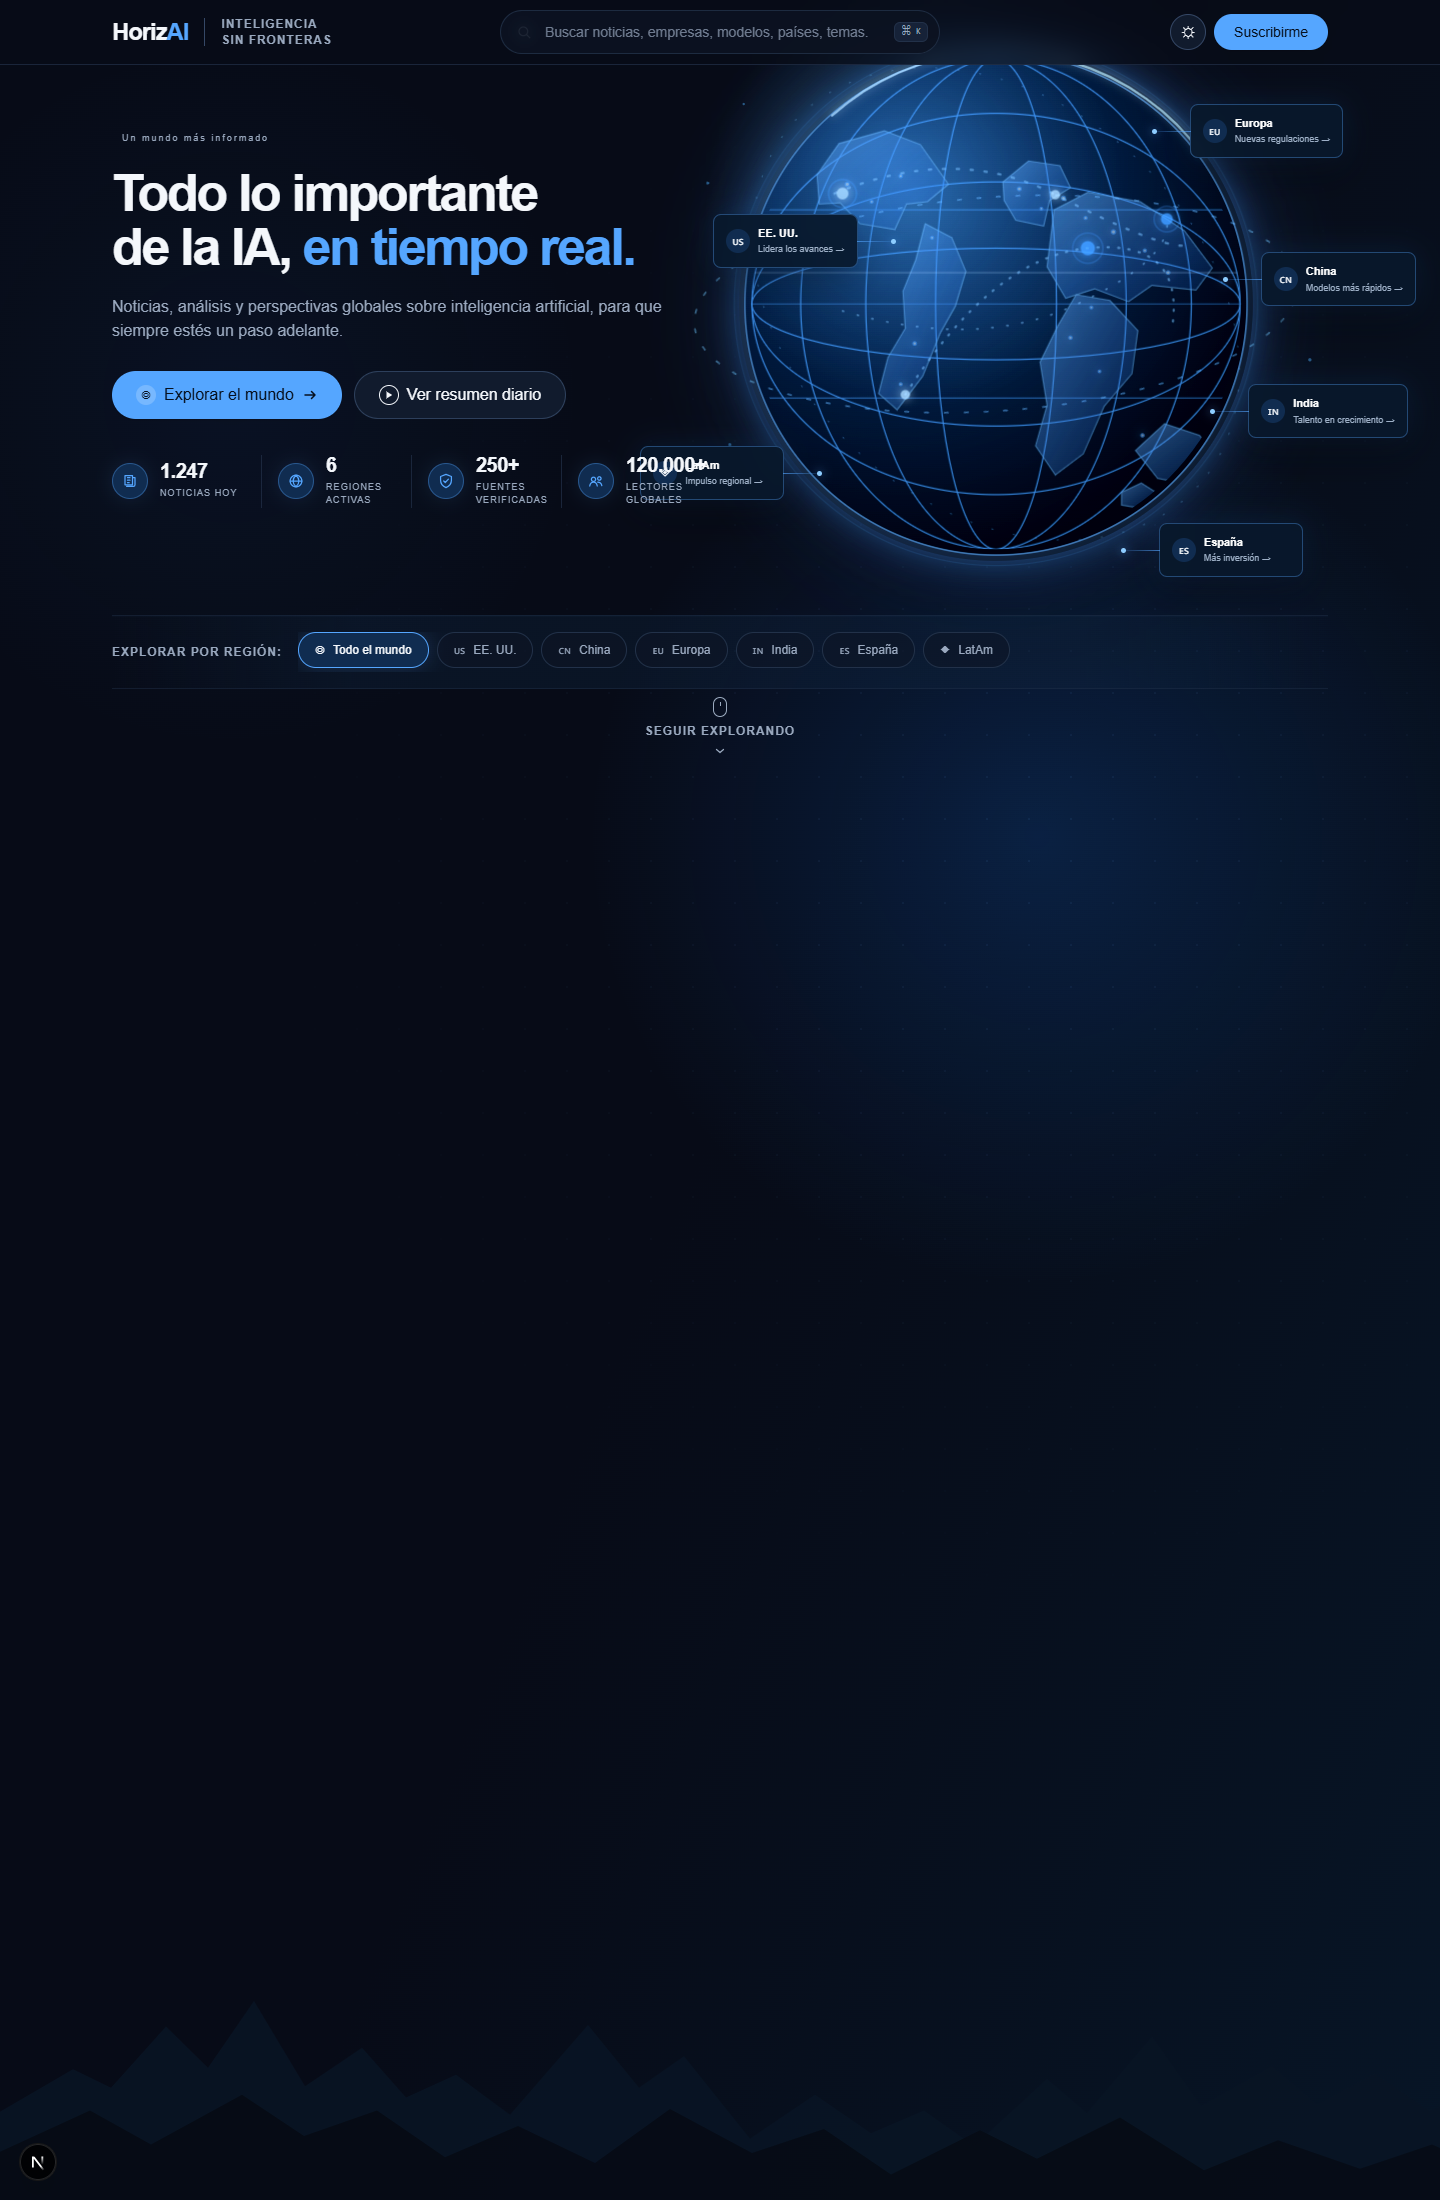 HorizAI
INTELIGENCIA
SIN FRONTERAS
Buscar noticias, empresas, modelos, países, temas.
⌘ K
Suscribirme
Un mundo más informado
Todo lo importante
de la IA, en tiempo real.
Noticias, análisis y perspectivas globales sobre inteligencia artificial, para que
siempre estés un paso adelante.
Explorar el mundo →
Ver resumen diario
1.247
NOTICIAS HOY
6
REGIONES
ACTIVAS
250+
FUENTES
VERIFICADAS
120.000+
LECTORES
GLOBALES
EU
Europa
Nuevas regulaciones →
US
EE. UU.
Lidera los avances →
CN
China
Modelos más rápidos →
IN
India
Talento en crecimiento →
Impulso regional →
ES
España
Más inversión →
EXPLORAR POR REGIÓN:
Todo el mundo
US EE. UU.
CN China
EU Europa
IN India
ES España
LatAm
SEGUIR EXPLORANDO
N